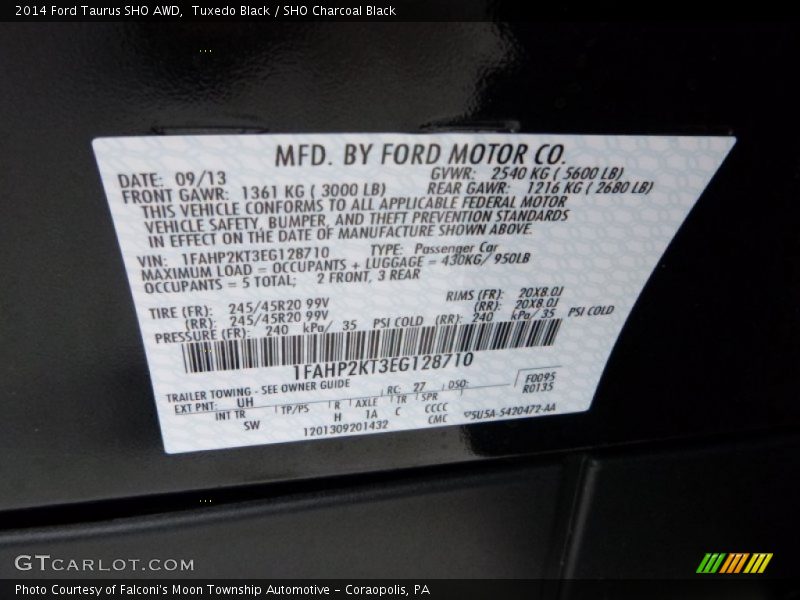 2014 Ford Taurus SHO AWD, Tuxedo Black / SHO Charcoal Black
MFD. BY FORD MOTOR CO.
DATE: 09/13 GVWR: 2540 KG ( 5600 LB)
FRONT GAWR: 1361 KG ( 3000 LB) REAR GAWR: 1216 KG ( 2680 LB)
THIS VEHICLE CONFORMS TO ALL APPLICABLE FEDERAL MOTOR
VEHICLE SAFETY, BUMPER, AND THEFT PREVENTION STANDARDS
IN EFFECT ON THE DATE OF MANUFACTURE SHOWN ABOVE.
VIN: 1FAHP2KT3EG128710 TYPE: Passenger Car
MAXIMUM LOAD = OCCUPANTS + LUGGAGE = 430KG/ 950LB
OCCUPANTS = 5 TOTAL; 2 FRONT, 3 REAR
TIRE (FR): 245/45R20 99V RIMS (FR): 20X8.0J
(RR): 245/45R20 99V (RR): 20X8.0J
PRESSURE (FR): 240 kPa/ 35 PSI COLD (RR): 240 kPa/ 35 PSI COLD
1FAHP2KT3EG128710
TRAILER TOWING - SEE OWNER GUIDE
EXT PNT: UH RC: 27 DSO: F0095
R0135
INT TR TP/PS R AXLE TR SPR
SW H 1A C CCCC
CMC 5U5A-5420472-AA
1201309201432
GTCARLOT.COM
Photo Courtesy of Falconi's Moon Township Automotive - Coraopolis, PA